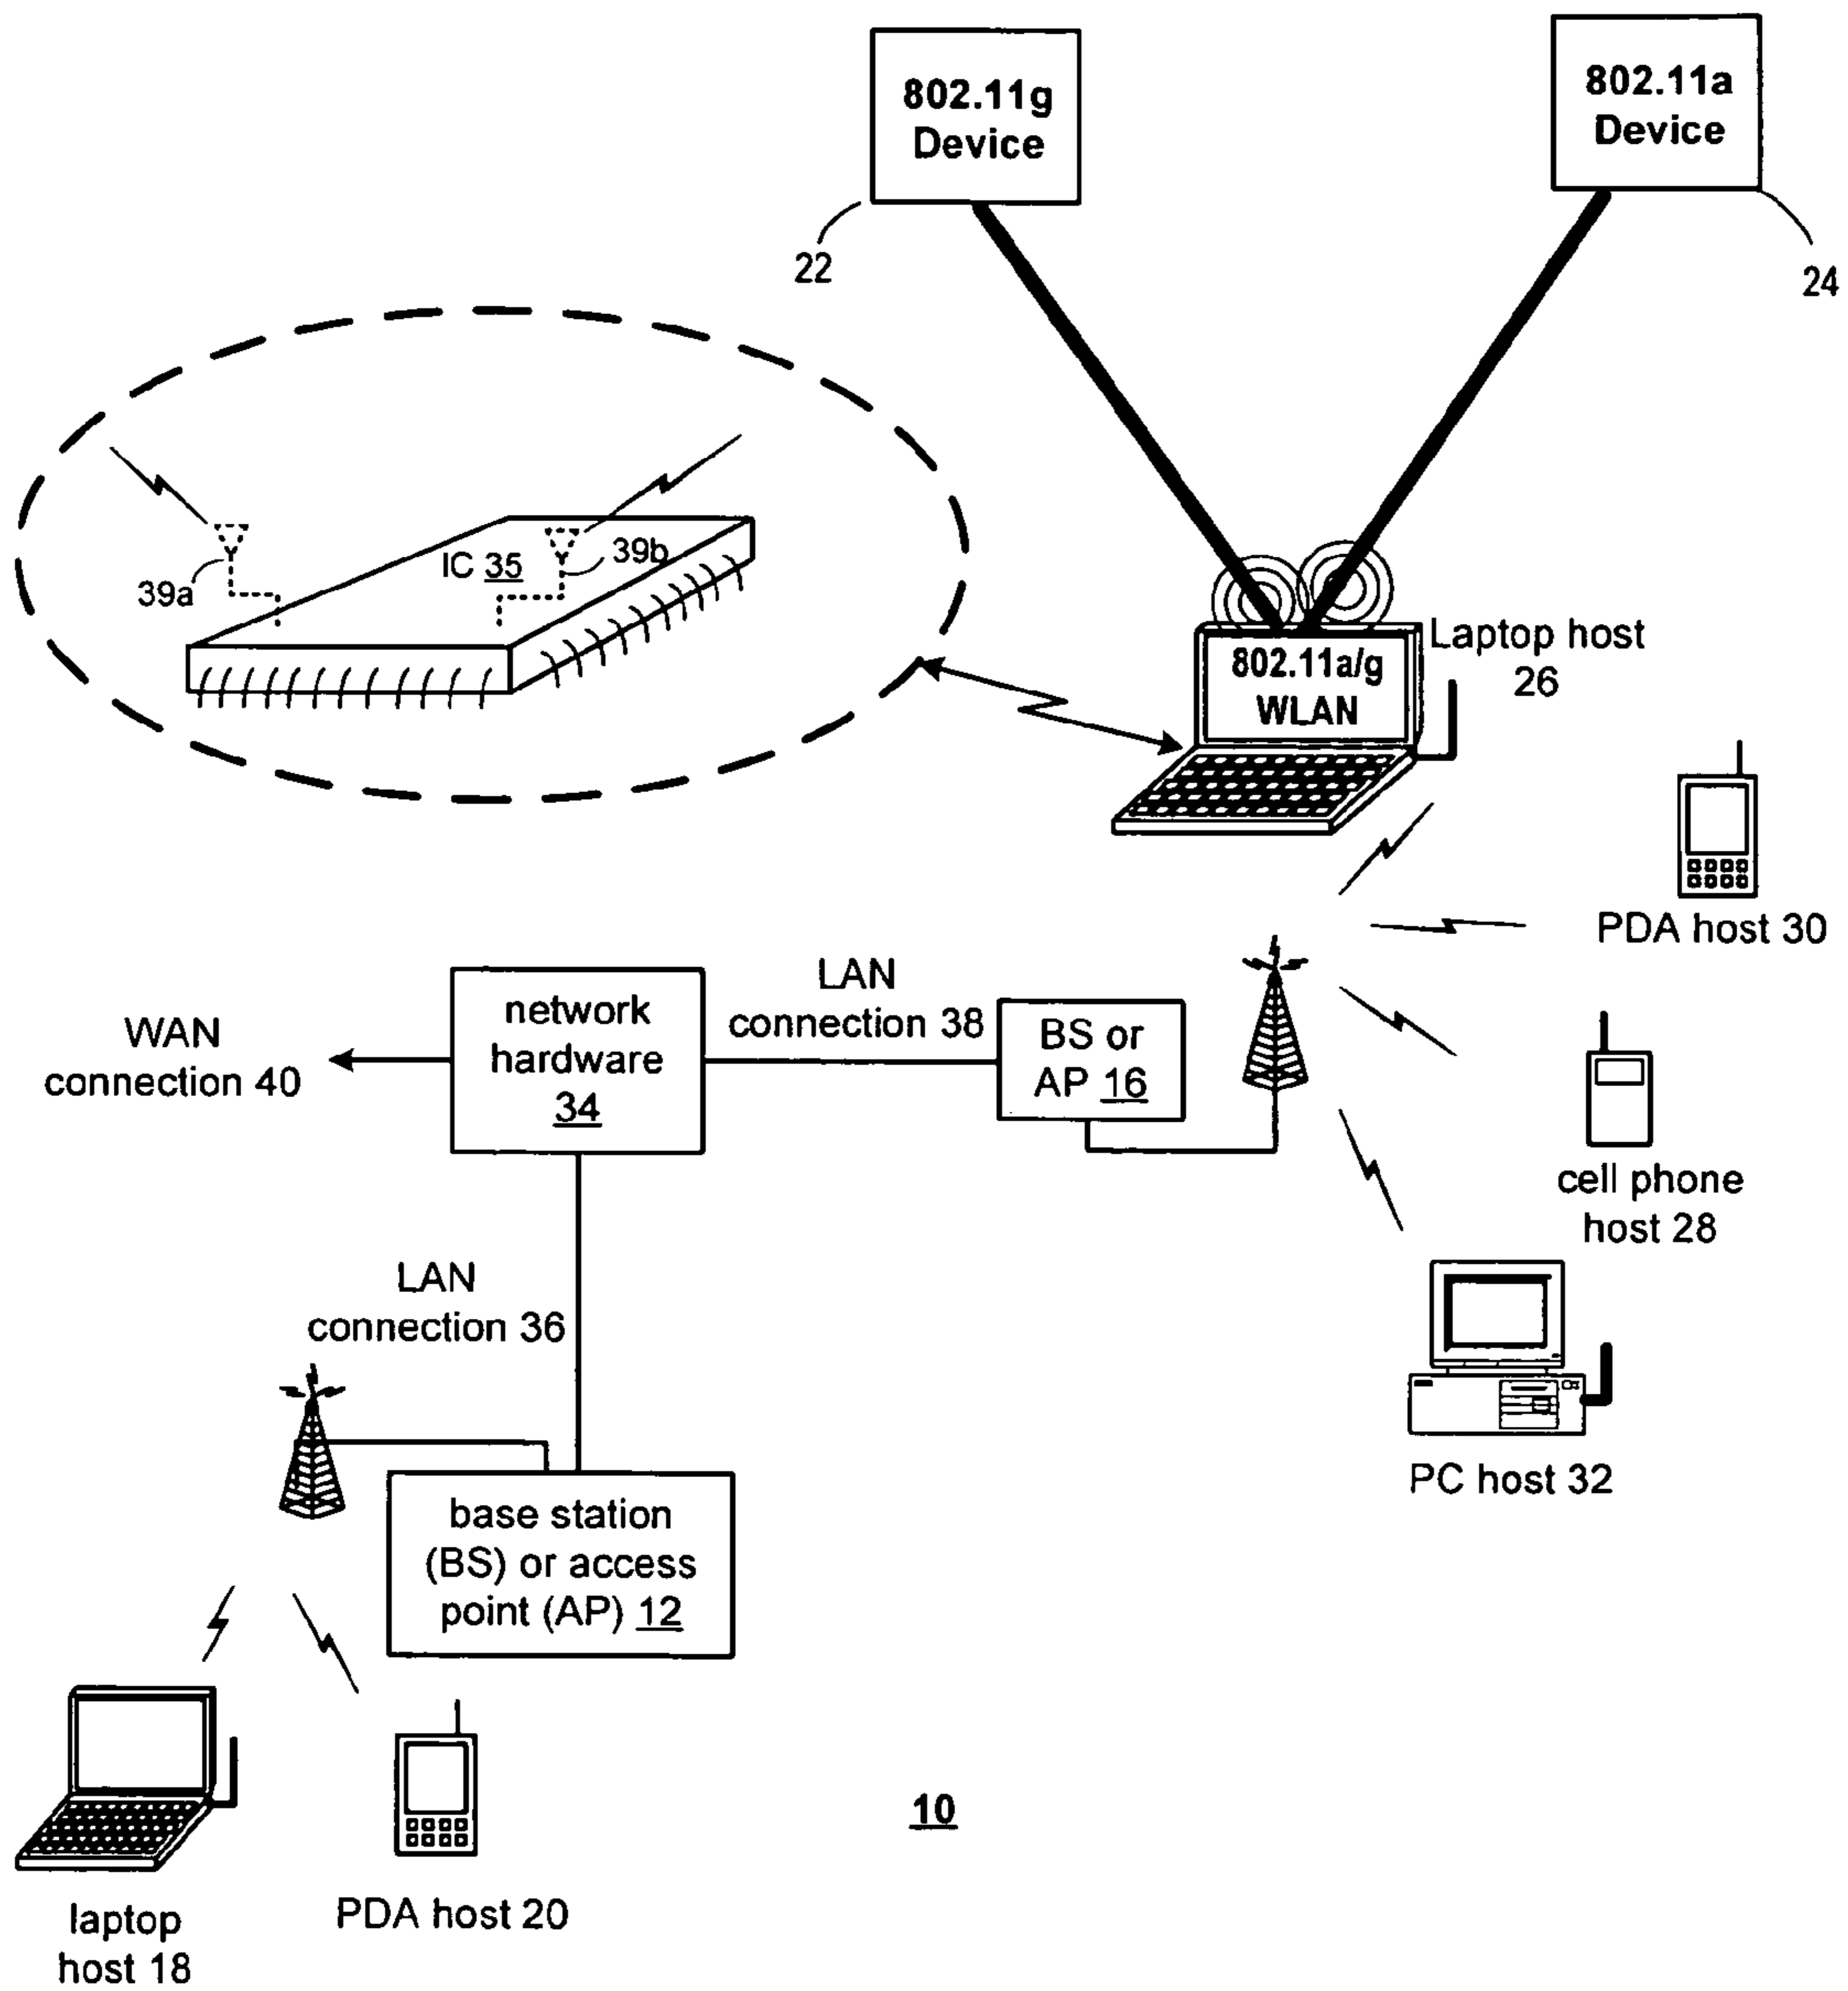 802.11g
Device
802.11a
Device
22
24
IC 35
39b
39a
802.11a/g
WLAN
Laptop host
26
PDA host 30
LAN
connection 38
network
hardware
34
BS or
AP 16
WAN
connection 40
cell phone
host 28
LAN
connection 36
PC host 32
base station
(BS) or access
point (AP) 12
10
laptop
host 18
PDA host 20